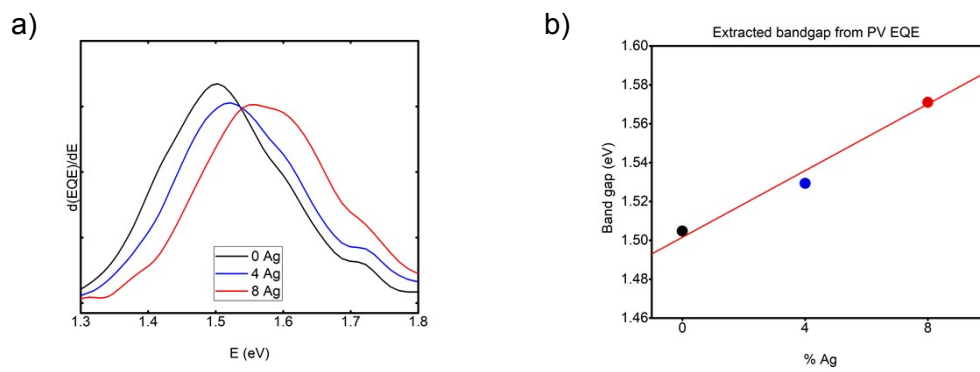 a)
d(EQE)/dE
0 Ag
4 Ag
8 Ag
1.3 1.4 1.5 1.6 1.7 1.8
E (eV)
b)
Extracted bandgap from PV EQE
Band gap (eV)
1.60
1.58
1.56
1.54
1.52
1.50
1.48
1.46
0 4 8
% Ag